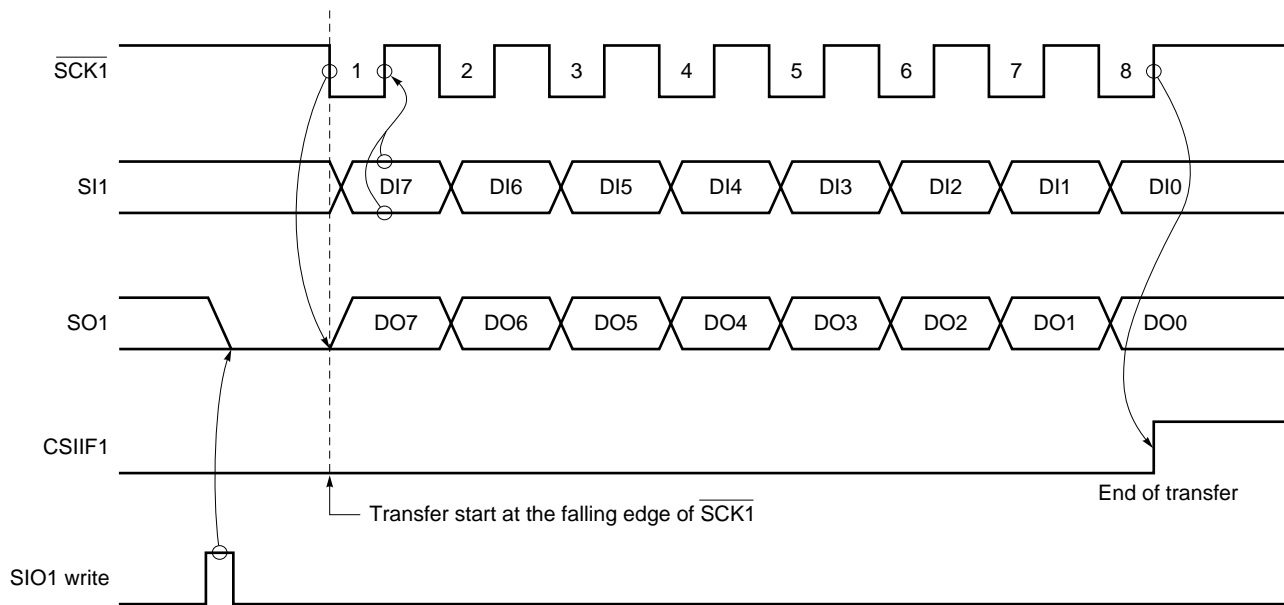 SCK1
1 2 3 4 5 6 7 8
SI1
DI7 DI6 DI5 DI4 DI3 DI2 DI1 DI0
SO1
DO7 DO6 DO5 DO4 DO3 DO2 DO1 DO0
CSIIF1
End of transfer
Transfer start at the falling edge of SCK1
SIO1 write